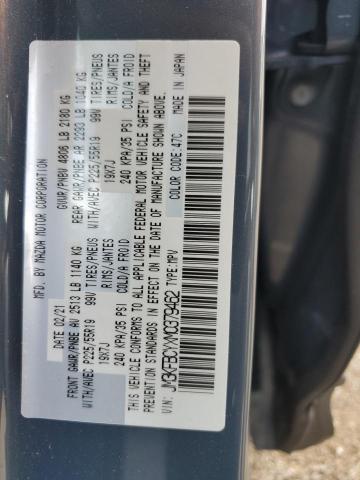 MFD. BY MAZDA MOTOR CORPORATION
DATE: 02/21 GVWR/PNBV 4806 LB 2180 KG
FRONT GAWR/PNBE AV 2513 LB 1140 KG REAR GAWR/PNBE AR 2293 LB 1040 KG
WITH/AVEC P225/55R19 99V TIRES/PNEUS WITH/AVEC P225/55R19 99V TIRES/PNEUS
19X7J RIMS/JANTES 19X7J RIMS/JANTES
240 KPA/35 PSI COLD/A FROID 240 KPA/35 PSI COLD/A FROID
THIS VEHICLE CONFORMS TO ALL APPLICABLE FEDERAL MOTOR VEHICLE SAFETY AND THEFT
PREVENTION STANDARDS IN EFFECT ON THE DATE OF MANUFACTURE SHOWN ABOVE.
VIN: TYPE: MPV COLOR CODE: 47C MADE IN JAPAN